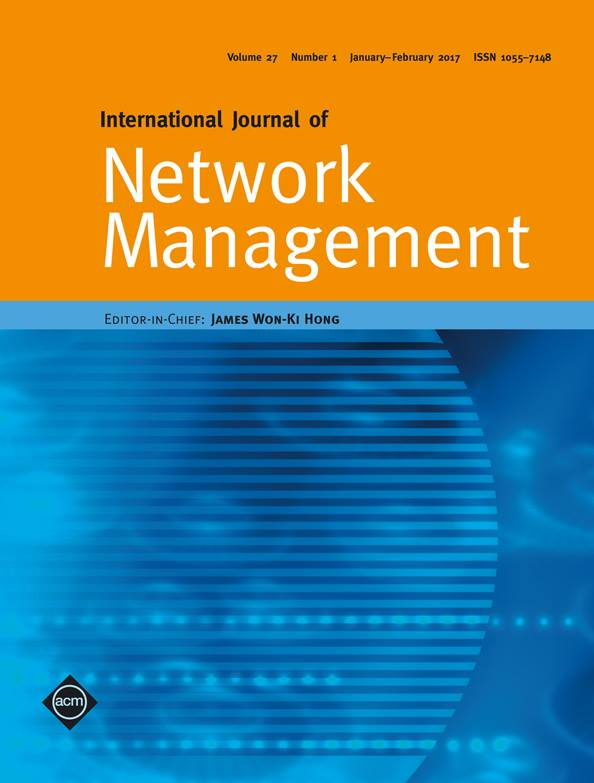 Volume 27 Number 1 January–February 2017 ISSN 1055–7148
International Journal of
Network
Management
Editor-in-Chief: James Won-Ki Hong
acm